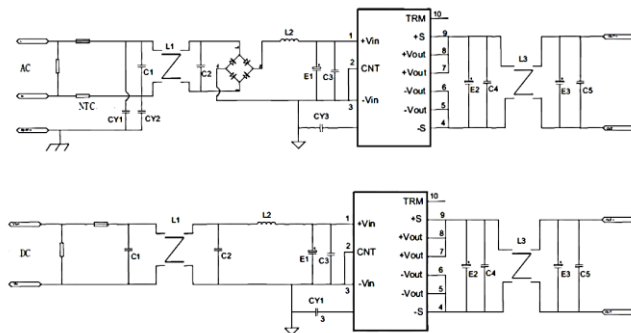 TRM 10
L1
L2
1 +Vin
+S 9
+Vout 8
AC
C1
C2
E1
C3
2 CNT
+Vout 7
E2
C4
L3
E3
C5
NTC
-Vout 6
3 -Vin
-Vout 5
CY1
CY2
CY3
-S 4
TRM 10
L1
L2
1 +Vin
+S 9
+Vout 8
DC
C1
C2
E1
C3
2 CNT
+Vout 7
E2
C4
L3
E3
C5
-Vout 6
3 -Vin
-Vout 5
CY1
3
-S 4